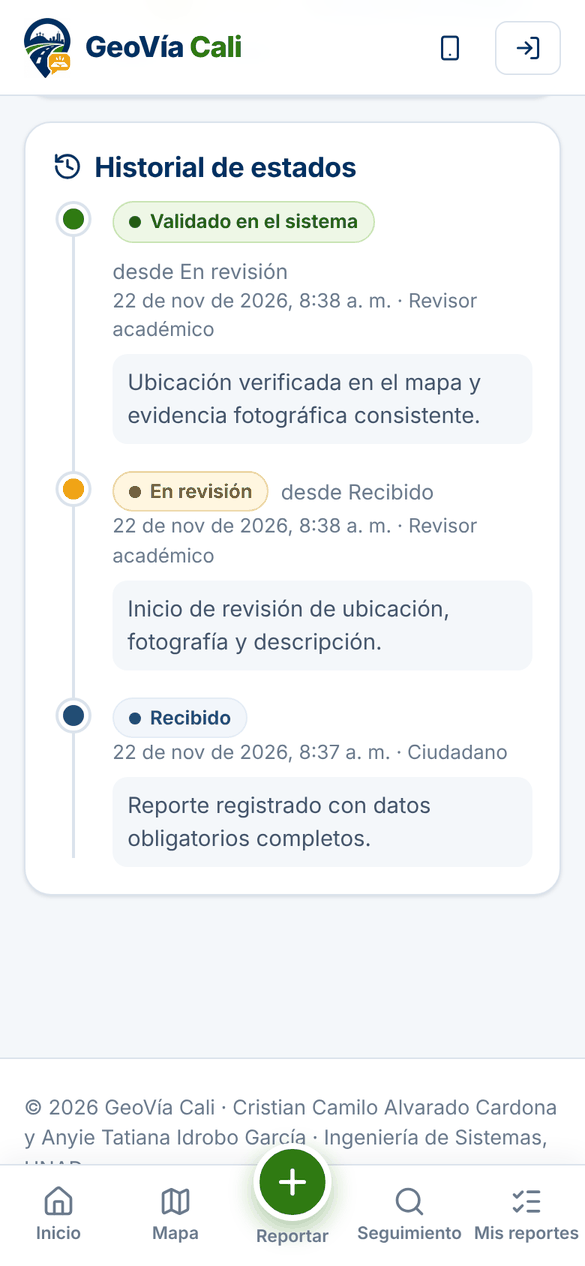 GeoVía Cali
Historial de estados
Validado en el sistema
desde En revisión
22 de nov de 2026, 8:38 a. m. · Revisor
académico
Ubicación verificada en el mapa y
evidencia fotográfica consistente.
En revisión desde Recibido
22 de nov de 2026, 8:38 a. m. · Revisor
académico
Inicio de revisión de ubicación,
fotografía y descripción.
Recibido
22 de nov de 2026, 8:37 a. m. · Ciudadano
Reporte registrado con datos
obligatorios completos.
© 2026 GeoVía Cali · Cristian Camilo Alvarado Cardona
y Anyie Tatiana Idrobo García · Ingeniería de Sistemas,
Inicio Mapa Reportar Seguimiento Mis reportes